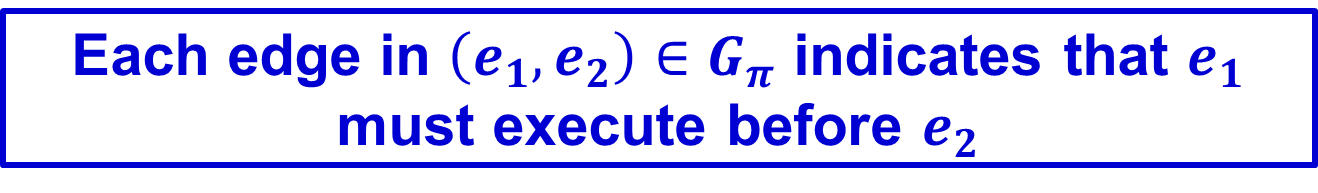 Each edge in (e₁, e₂) ∈ G_π indicates that e₁
must execute before e₂